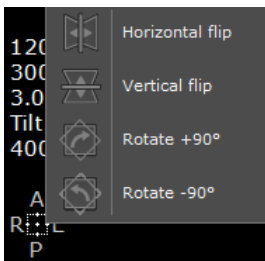 Horizontal flip
120
300
Vertical flip
3.0
Tilt
Rotate +90°
400
Rotate -90°
A
R L
P